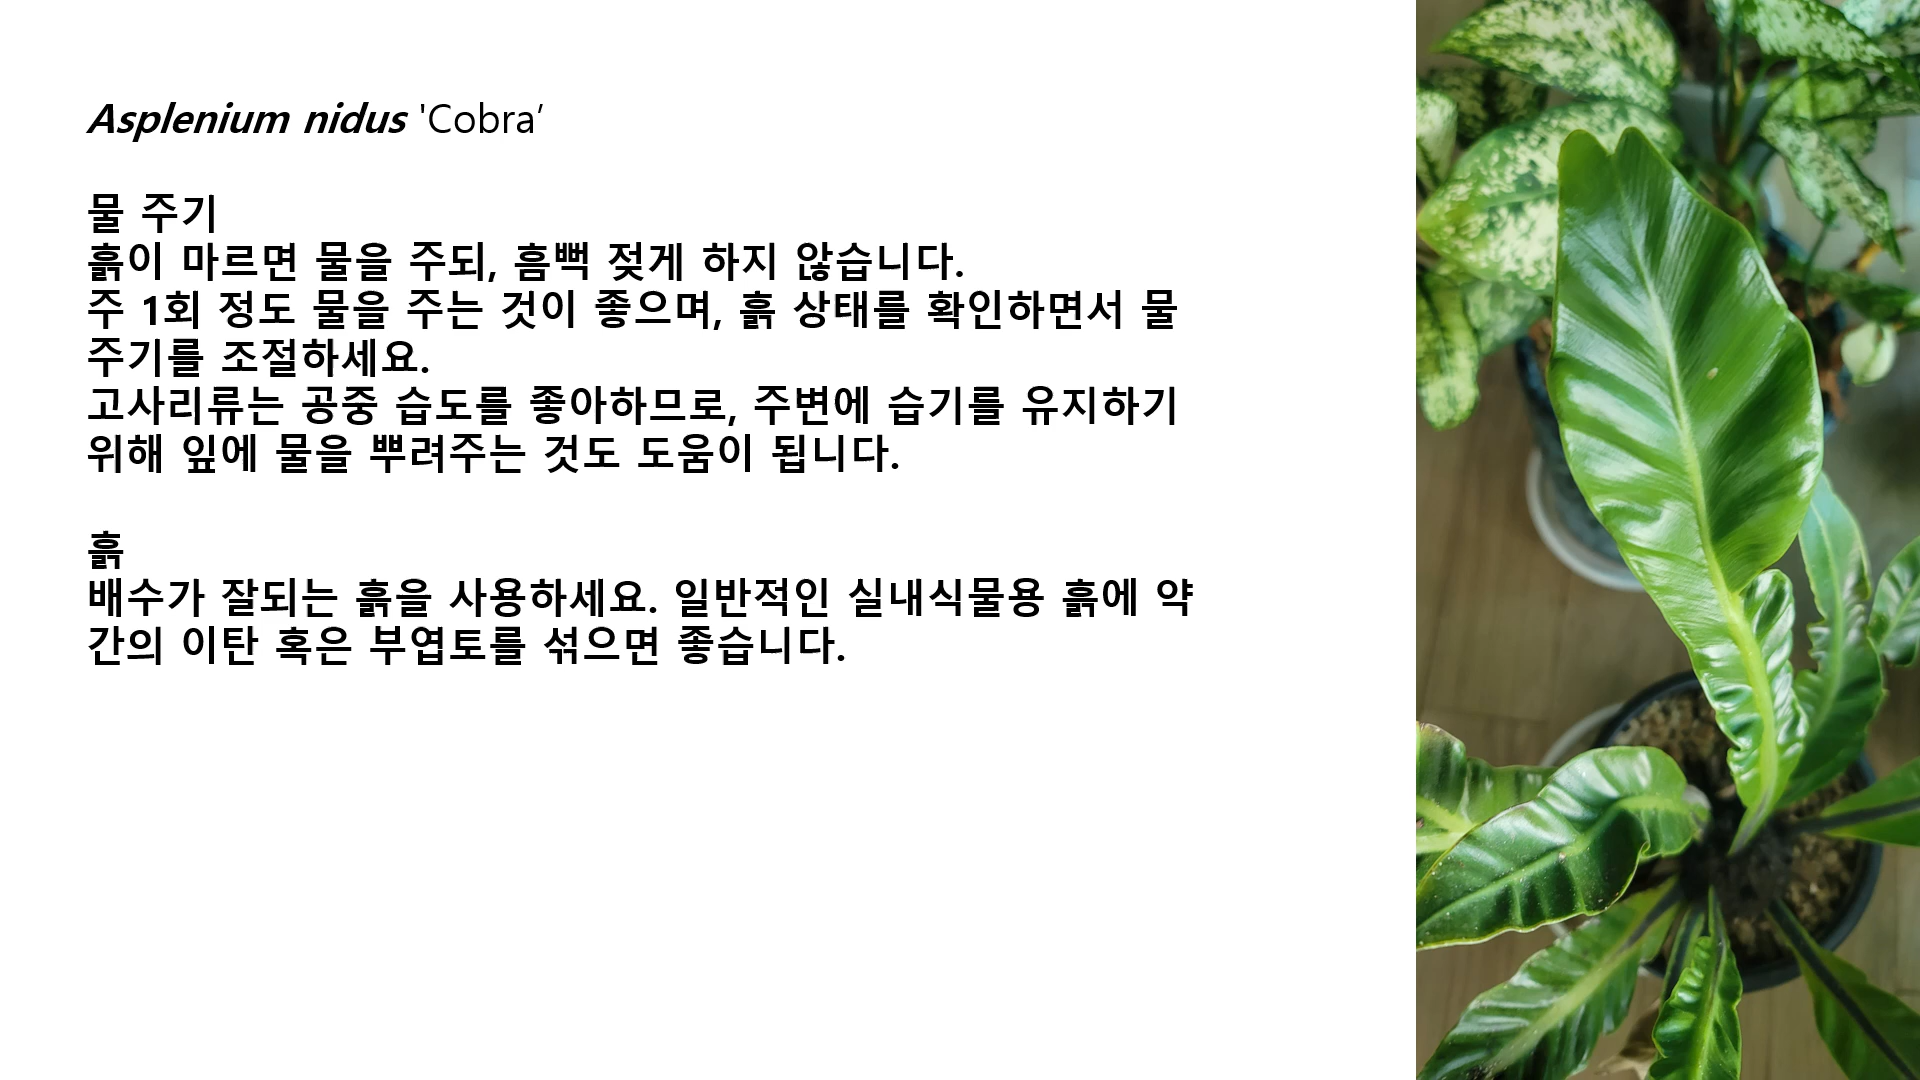 Asplenium nidus 'Cobra’
물 주기
흙이 마르면 물을 주되, 흠뻑 젖게 하지 않습니다.
주 1회 정도 물을 주는 것이 좋으며, 흙 상태를 확인하면서 물
주기를 조절하세요.
고사리류는 공중 습도를 좋아하므로, 주변에 습기를 유지하기
위해 잎에 물을 뿌려주는 것도 도움이 됩니다.
흙
배수가 잘되는 흙을 사용하세요. 일반적인 실내식물용 흙에 약
간의 이탄 혹은 부엽토를 섞으면 좋습니다.